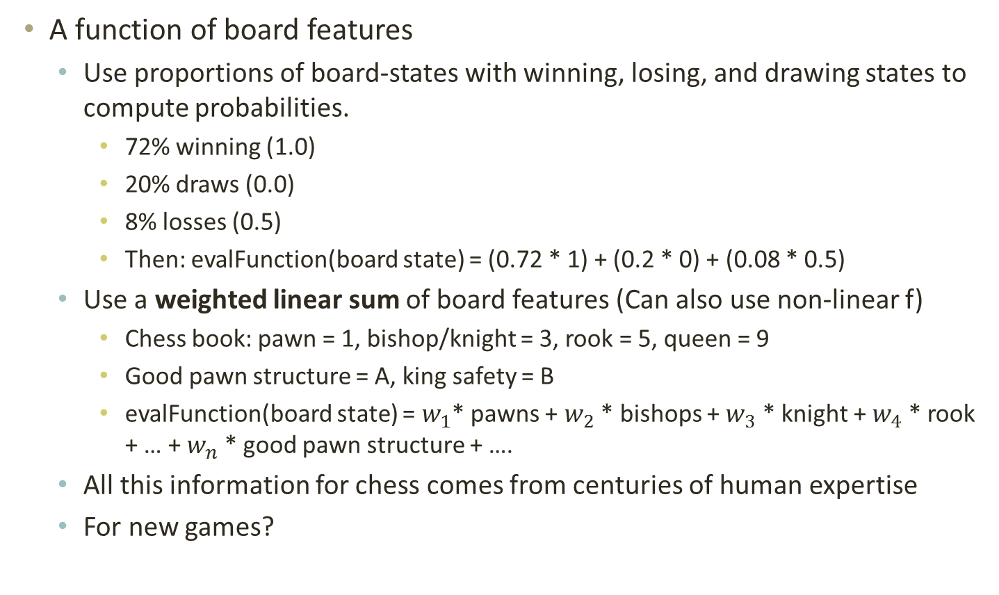 • A function of board features
• Use proportions of board-states with winning, losing, and drawing states to
compute probabilities.
• 72% winning (1.0)
• 20% draws (0.0)
• 8% losses (0.5)
• Then: evalFunction(board state) = (0.72 * 1) + (0.2 * 0) + (0.08 * 0.5)
• Use a weighted linear sum of board features (Can also use non-linear f)
• Chess book: pawn = 1, bishop/knight = 3, rook = 5, queen = 9
• Good pawn structure = A, king safety = B
• evalFunction(board state) = w₁* pawns + w₂ * bishops + w₃ * knight + w₄ * rook
+ ... + wₙ * good pawn structure + ....
• All this information for chess comes from centuries of human expertise
• For new games?